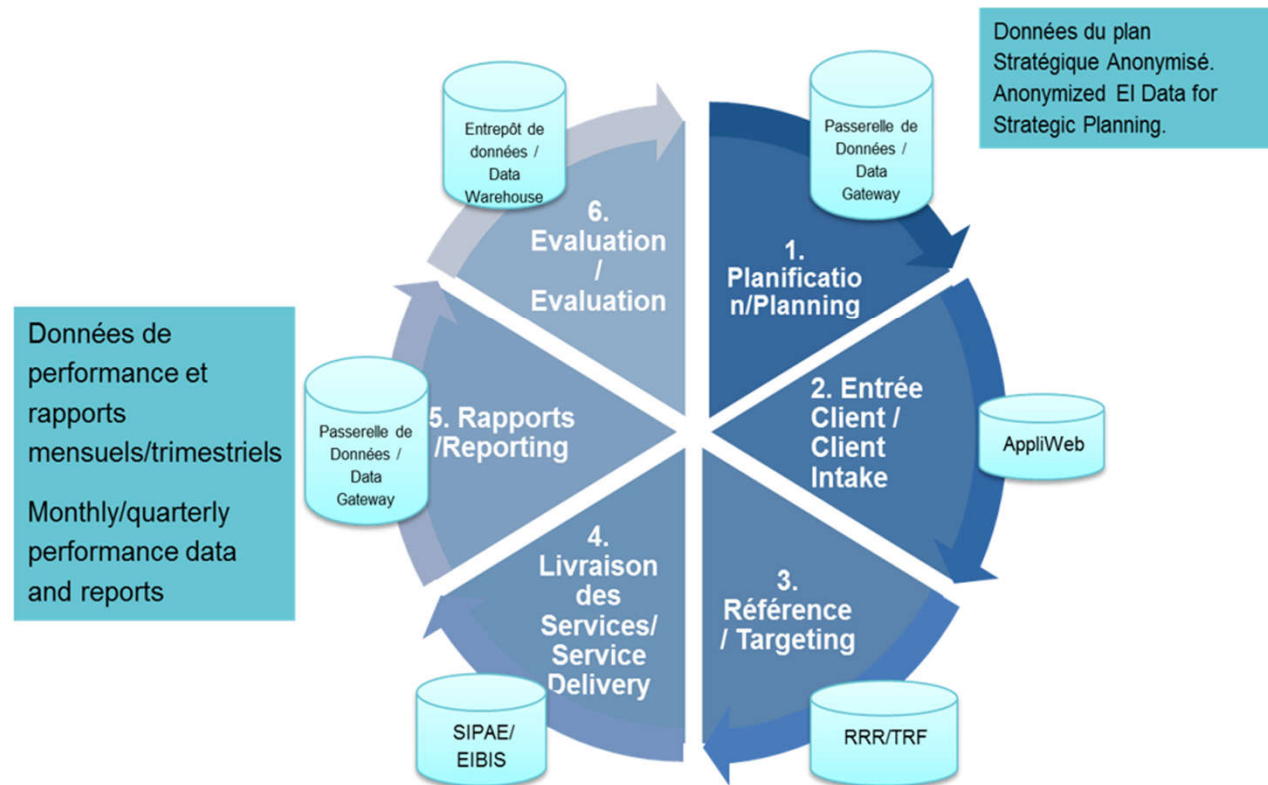 Données du plan
Stratégique Anonymisé.
Anonymized EI Data for
Strategic Planning.
Entrepôt de
données /
Data
Warehouse
Passerelle de
Données /
Data
Gateway
6.
Evaluation
/
Evaluation
1.
Planificatio
n/Planning
Données de
performance et
rapports
mensuels/trimestriels
Monthly/quarterly
performance data
and reports
Passerelle de
Données /
Data
Gateway
5. Rapports
/Reporting
2. Entrée
Client /
Client
Intake
AppliWeb
4.
Livraison
des
Services/
Service
Delivery
3.
Référence
/ Targeting
SIPAE/
EIBIS
RRR/TRF